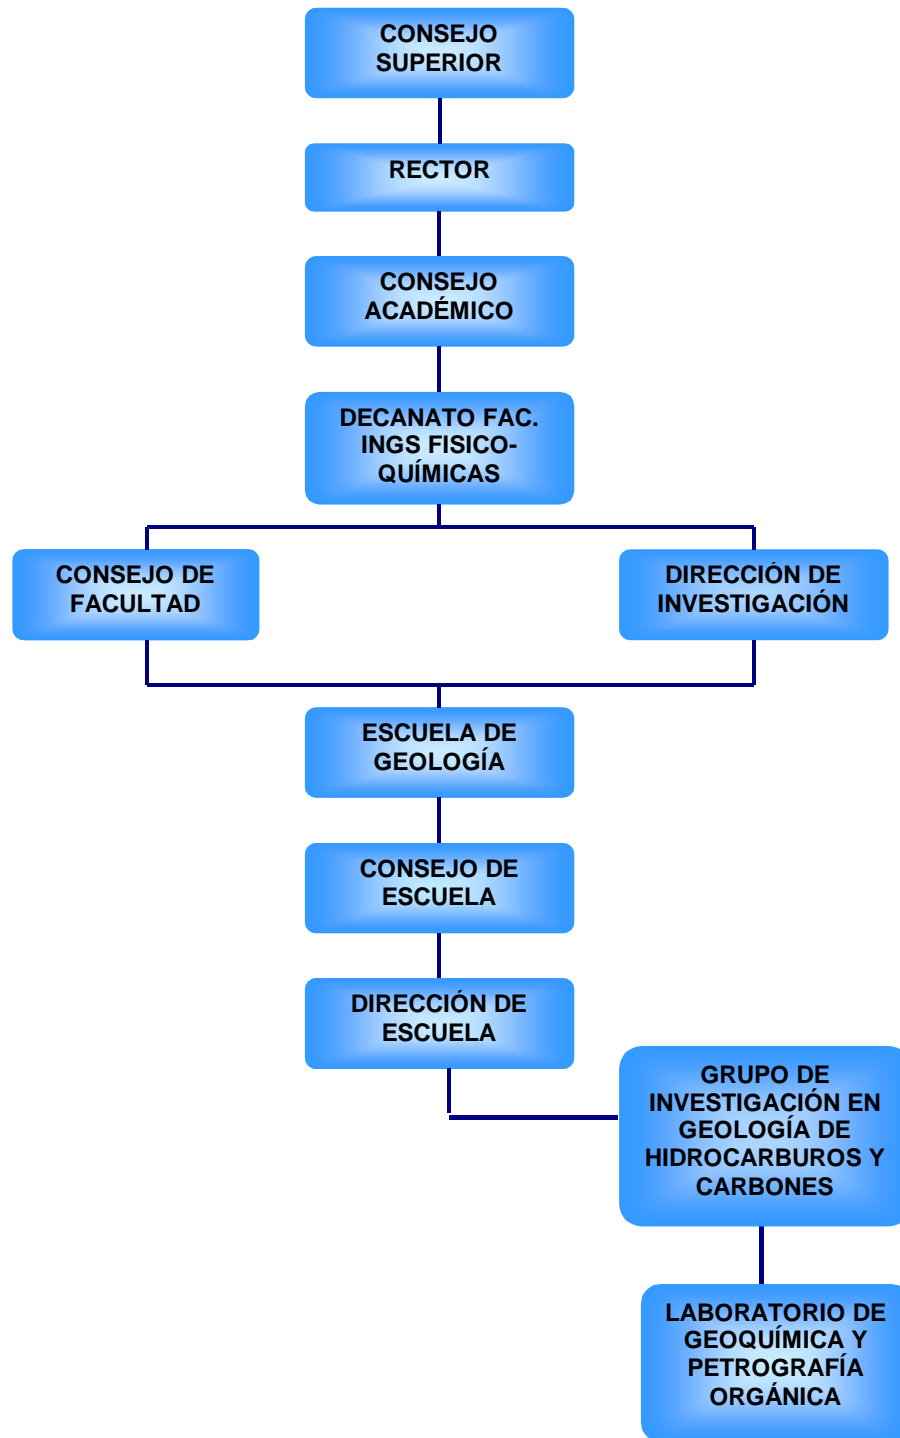 CONSEJO
SUPERIOR
RECTOR
CONSEJO
ACADÉMICO
DECANATO FAC.
INGS FISICO-
QUÍMICAS
CONSEJO DE
FACULTAD
DIRECCIÓN DE
INVESTIGACIÓN
ESCUELA DE
GEOLOGÍA
CONSEJO DE
ESCUELA
DIRECCIÓN DE
ESCUELA
GRUPO DE
INVESTIGACIÓN EN
GEOLOGÍA DE
HIDROCARBUROS Y
CARBONES
LABORATORIO DE
GEOQUÍMICA Y
PETROGRAFÍA
ORGÁNICA